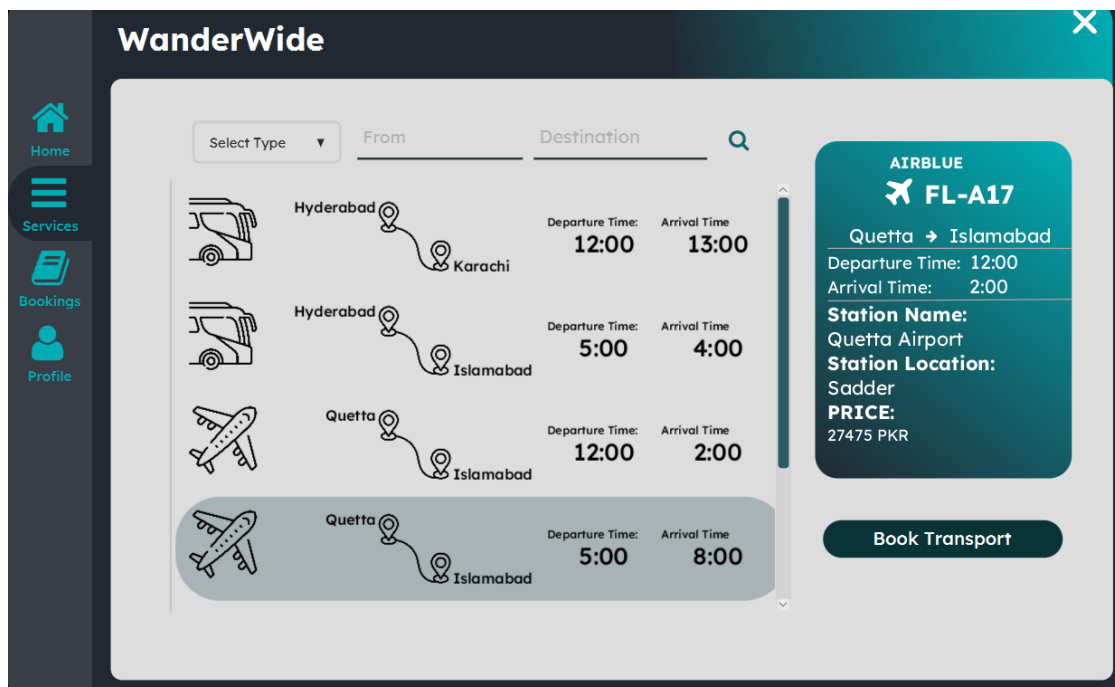 WanderWide
Home
Services
Bookings
Profile
Select Type ▼ From Destination
Hyderabad
Karachi
Departure Time: Arrival Time
12:00 13:00
Hyderabad
Islamabad
Departure Time: Arrival Time
5:00 4:00
Quetta
Islamabad
Departure Time: Arrival Time
12:00 2:00
Quetta
Islamabad
Departure Time: Arrival Time
5:00 8:00
AIRBLUE
FL-A17
Quetta → Islamabad
Departure Time: 12:00
Arrival Time: 2:00
Station Name:
Quetta Airport
Station Location:
Sadder
PRICE:
27475 PKR
Book Transport